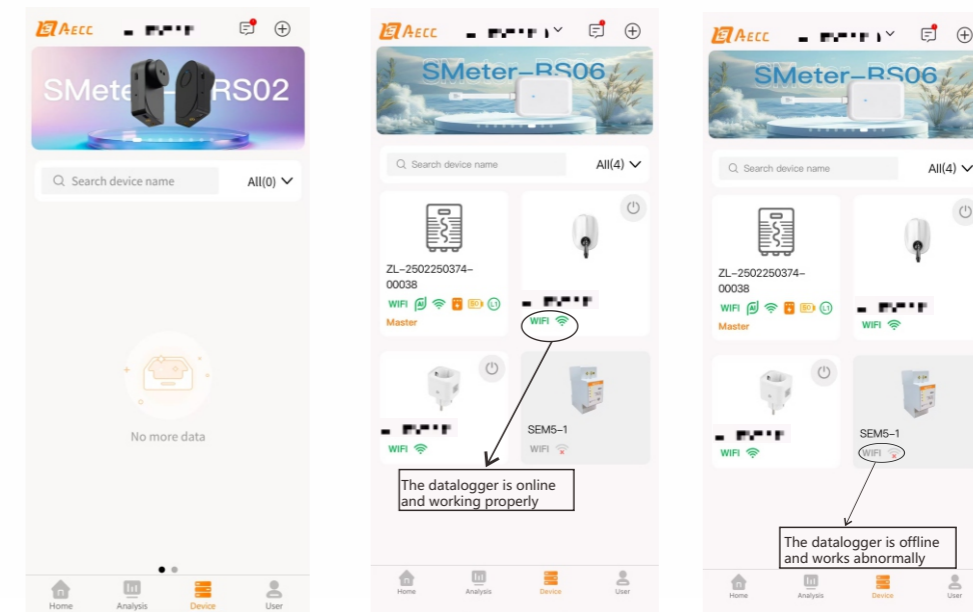 AECC
SMete RS02
Search device name
All(0)
No more data
Home
Analysis
Device
User
AECC
SMeter-RS06
Search device name
All(4)
ZL-2502250374-
00038
WIFI
Master
WIFI
WIFI
SEM5-1
WIFI
The datalogger is online
and working properly
Home
Analysis
Device
User
AECC
SMeter-RS06
Search device name
All(4)
ZL-2502250374-
00038
WIFI
Master
WIFI
WIFI
SEM5-1
WIFI
The datalogger is offline
and works abnormally
Home
Analysis
Device
User